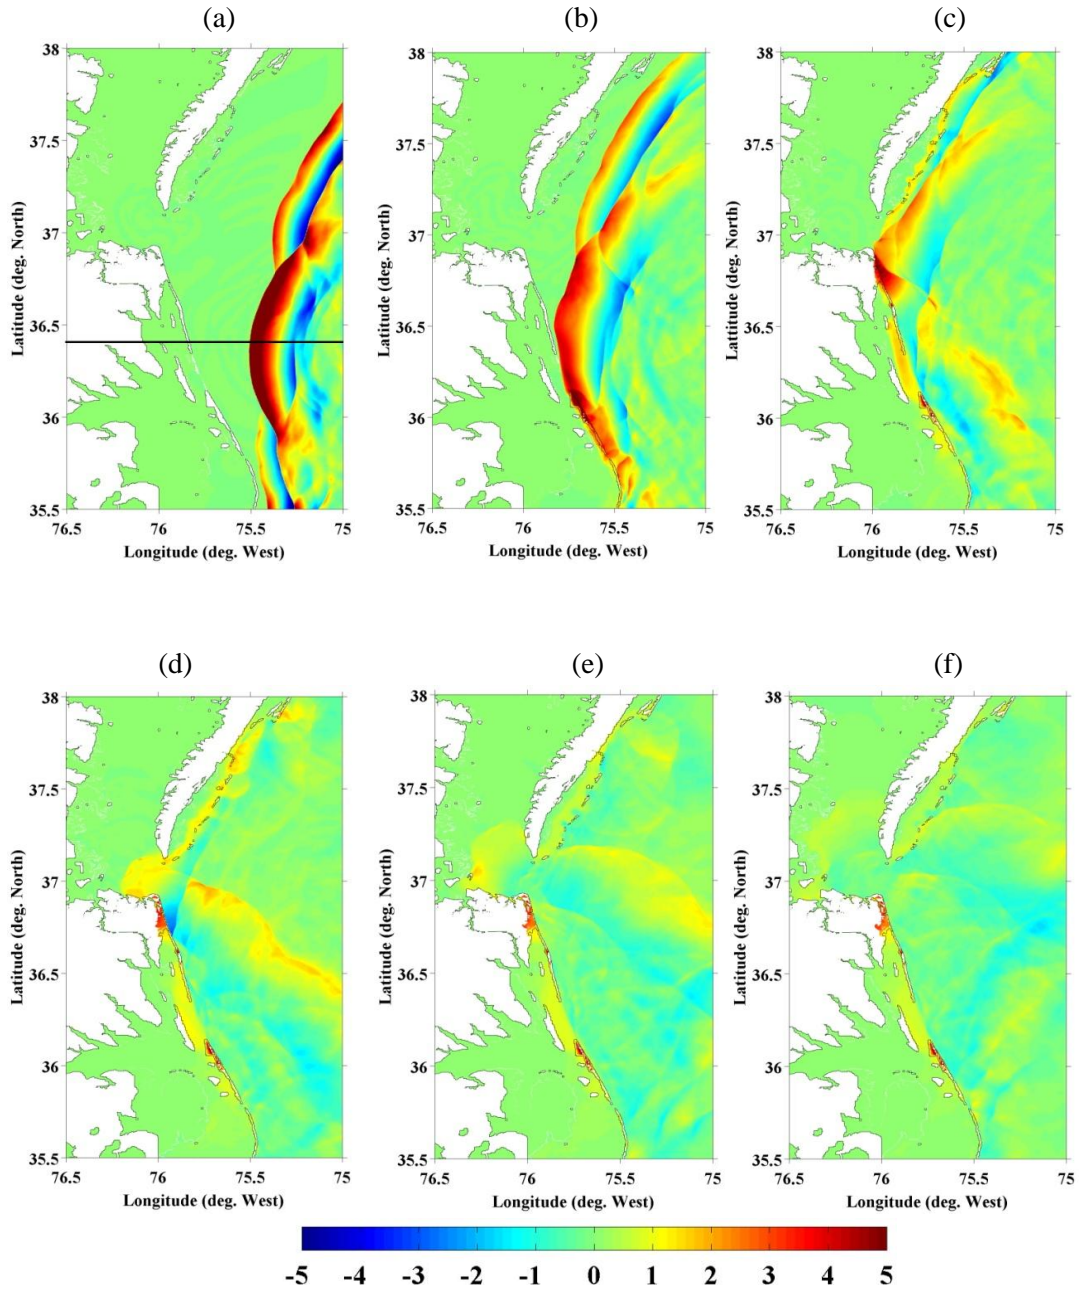 (a) (b) (c)
38 38 38
37.5 37.5 37.5
37 37 37
36.5 36.5 36.5
36 36 36
35.5 35.5 35.5
76.5 76 75.5 75 76.5 76 75.5 75 76.5 76 75.5 75
Latitude (deg. North) Latitude (deg. North) Latitude (deg. North)
Longitude (deg. West) Longitude (deg. West) Longitude (deg. West)
(d) (e) (f)
38 38 38
37.5 37.5 37.5
37 37 37
36.5 36.5 36.5
36 36 36
35.5 35.5 35.5
76.5 76 75.5 75 76.5 76 75.5 75 76.5 76 75.5 75
Latitude (deg. North) Latitude (deg. North) Latitude (deg. North)
Longitude (deg. West) Longitude (deg. West) Longitude (deg. West)
-5 -4 -3 -2 -1 0 1 2 3 4 5